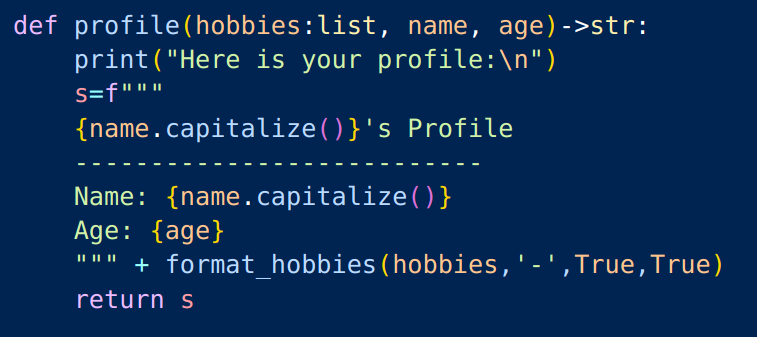 def profile(hobbies:list, name, age)->str:
    print("Here is your profile:\n")
    s=f"""
    {name.capitalize()}'s Profile
    ---------------------------
    Name: {name.capitalize()}
    Age: {age}
    """ + format_hobbies(hobbies,'-',True,True)
    return s